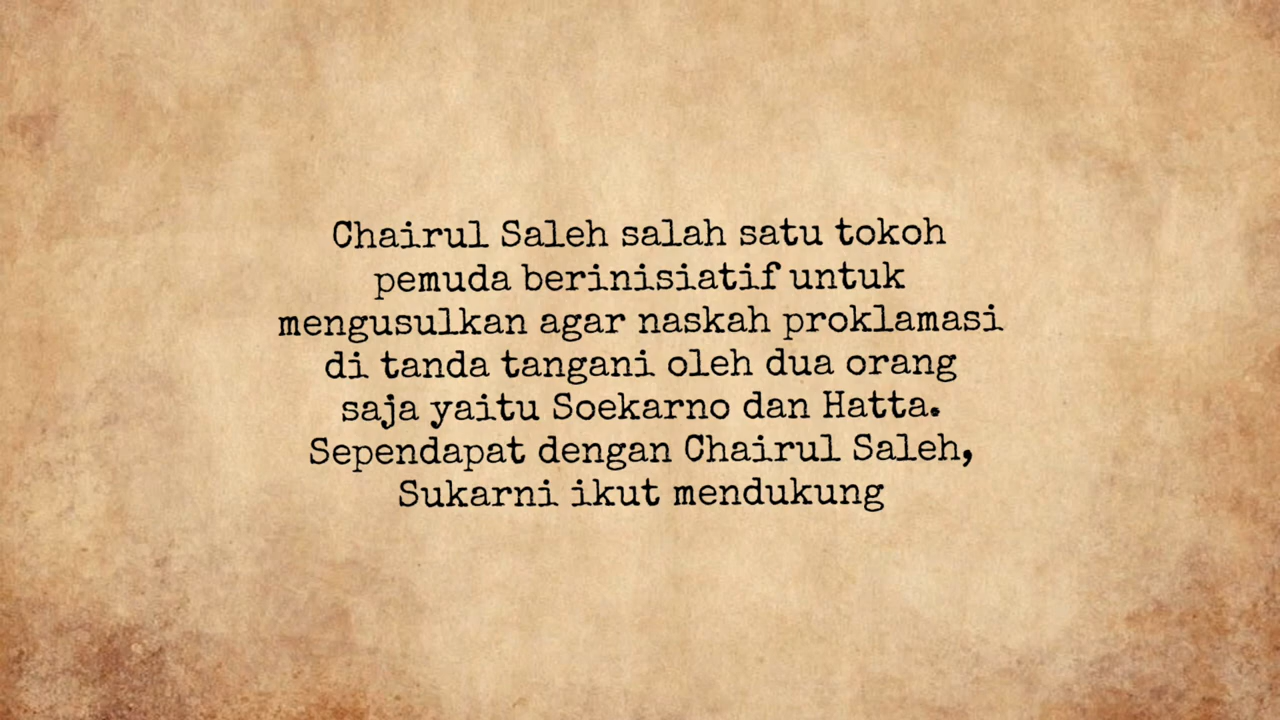 Chairul Saleh salah satu tokoh
pemuda berinisiatif untuk
mengusulkan agar naskah proklamasi
di tanda tangani oleh dua orang
saja yaitu Soekarno dan Hatta.
Sependapat dengan Chairul Saleh,
Sukarni ikut mendukung